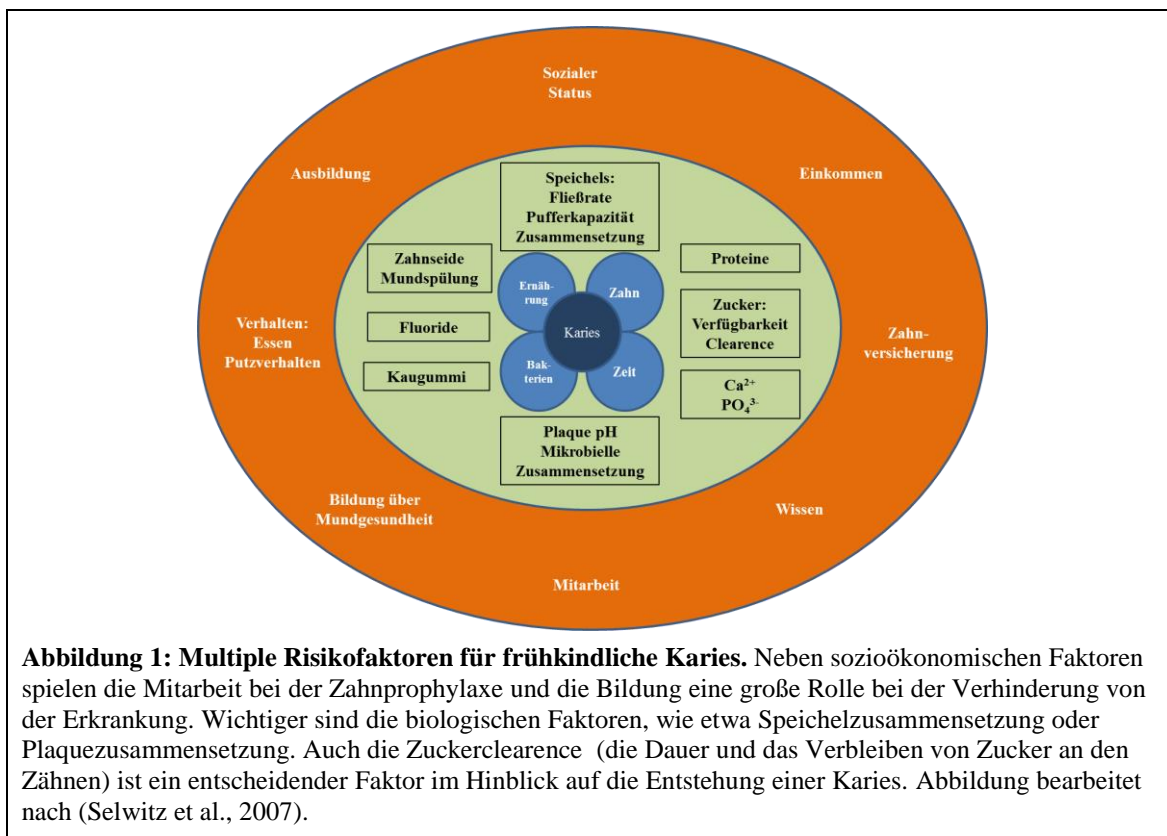 Sozialer
Status
Ausbildung
Einkommen
Speichels:
Fließrate
Pufferkapazität
Zusammensetzung
Zahnseide
Mundspülung
Proteine
Ernäh-
rung
Zahn
Verhalten:
Essen
Putzverhalten
Fluoride
Karies
Zucker:
Verfügbarkeit
Clearence
Zahn-
versicherung
Kaugummi
Bak-
terien
Zeit
Ca²⁺
PO₄³⁻
Plaque pH
Mikrobielle
Zusammensetzung
Bildung über
Mundgesundheit
Wissen
Mitarbeit
Abbildung 1: Multiple Risikofaktoren für frühkindliche Karies. Neben sozioökonomischen Faktoren
spielen die Mitarbeit bei der Zahnprophylaxe und die Bildung eine große Rolle bei der Verhinderung von
der Erkrankung. Wichtiger sind die biologischen Faktoren, wie etwa Speichelzusammensetzung oder
Plaquezusammensetzung. Auch die Zuckerclearence (die Dauer und das Verbleiben von Zucker an den
Zähnen) ist ein entscheidender Faktor im Hinblick auf die Entstehung einer Karies. Abbildung bearbeitet
nach (Selwitz et al., 2007).